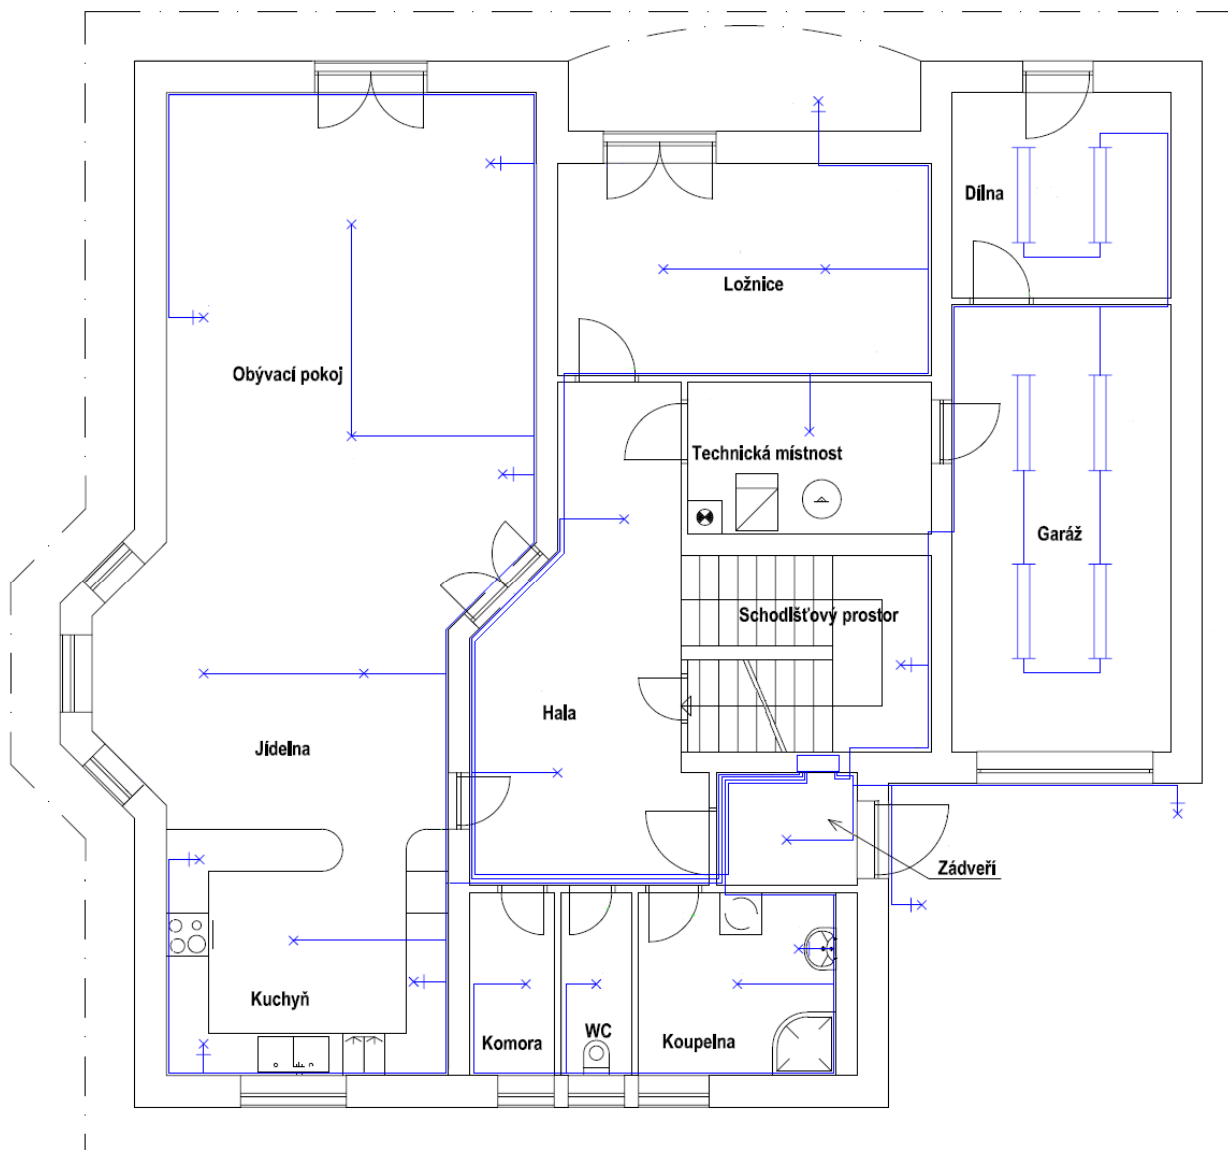 Dílna
Ložnice
Obývací pokoj
Technická místnost
Garáž
Schodišťový prostor
Hala
Jídelna
Zádveří
Kuchyň
WC
Komora
Koupelna